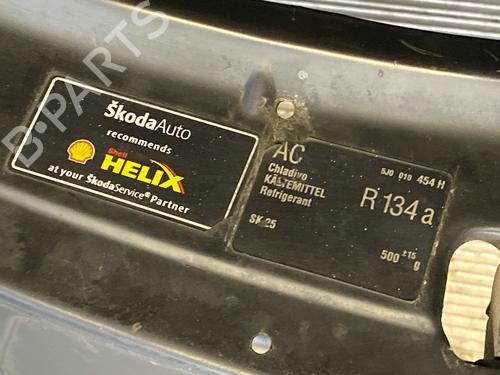 B-PARTS
ŠkodaAuto
recommends
Shell
HELIX
at your ŠkodaService® Partner
AC
5J0 010 454 H
Chladivo
KÄLTEMITTEL
Refrigerant
R 134 a
SK 25
500 ±15 g